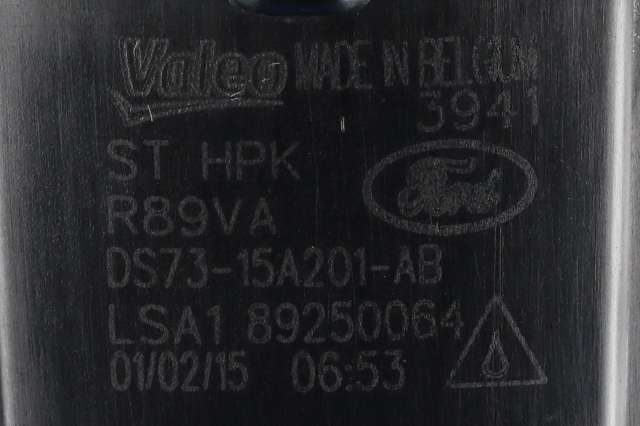 Valeo MADE IN BELGIUM
3941
ST HPK
Ford
R89VA
DS73-15A201-AB
LSA1 89250064
01/02/15 06:53